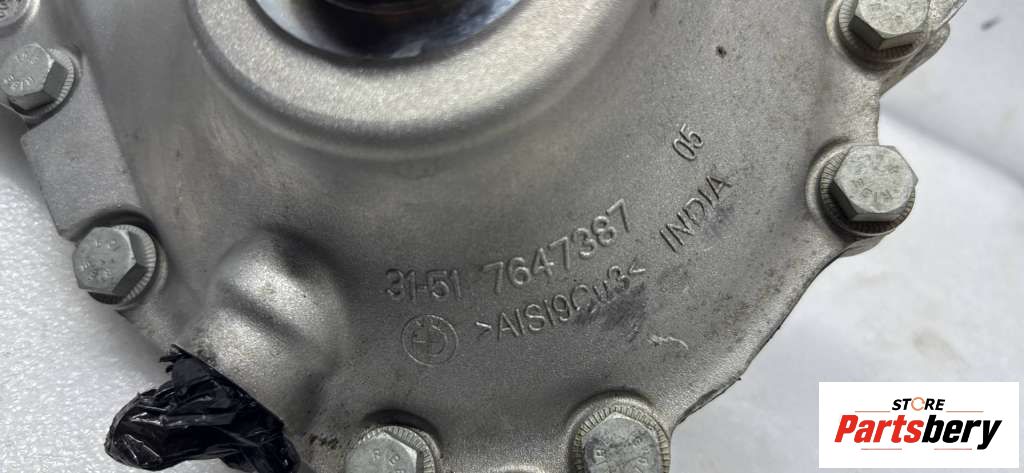 05
INDIA
31-51 7647387
>AlSi9Cu3<
STORE
Partsbery